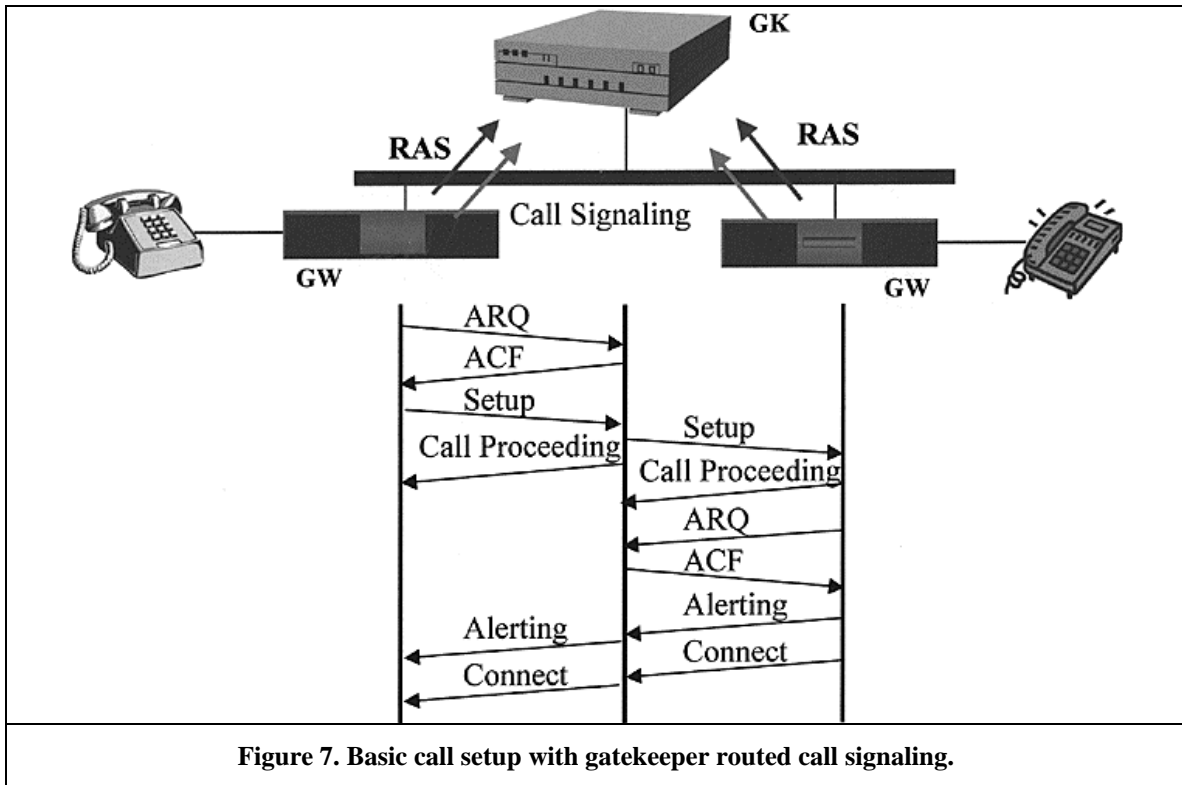 GK
RAS
RAS
Call Signaling
GW
GW
ARQ
ACF
Setup
Setup
Call Proceeding
Call Proceeding
ARQ
ACF
Alerting
Alerting
Connect
Connect
Figure 7. Basic call setup with gatekeeper routed call signaling.